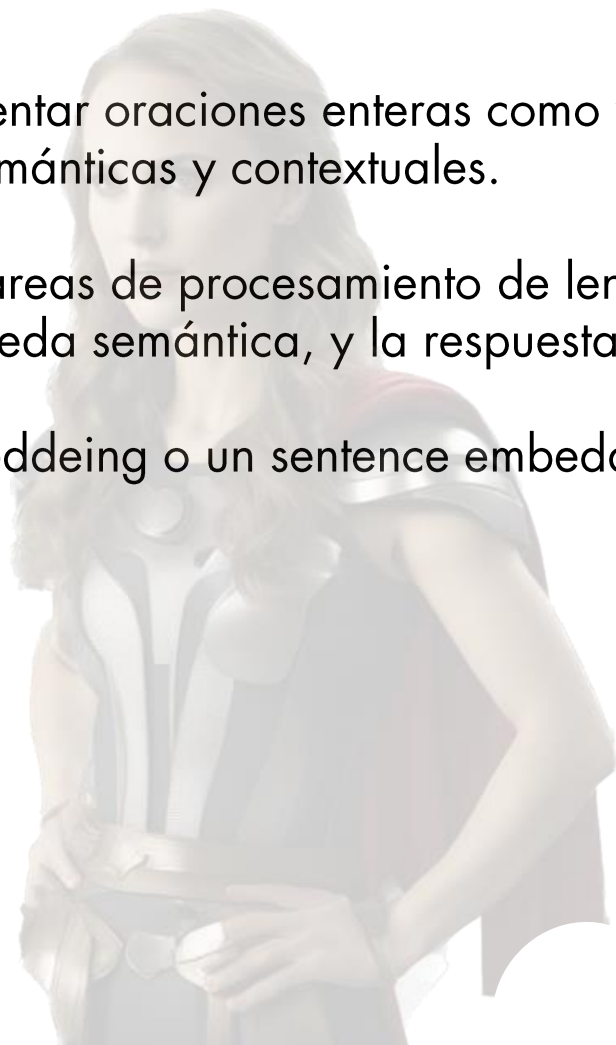 entar oraciones enteras como
mánticas y contextuales.
areas de procesamiento de len
eda semántica, y la respuesta
ddeing o un sentence embedd